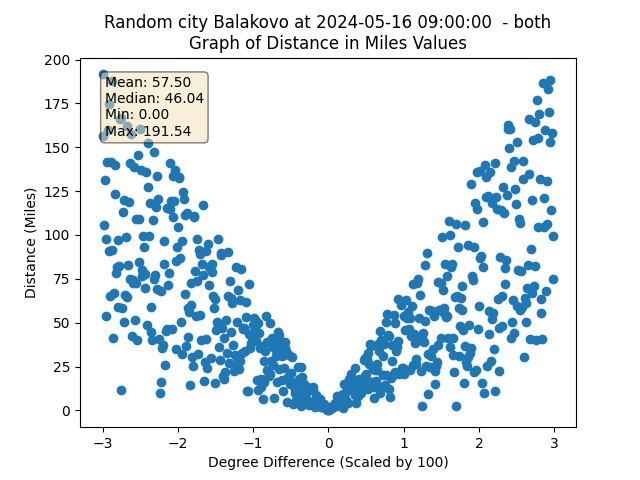 Random city Balakovo at 2024-05-16 09:00:00  - both
Graph of Distance in Miles Values
200
175
150
125
100
75
50
25
0
Distance (Miles)
Mean: 57.50
Median: 46.04
Min: 0.00
Max: 191.54
−3
−2
−1
0
1
2
3
Degree Difference (Scaled by 100)